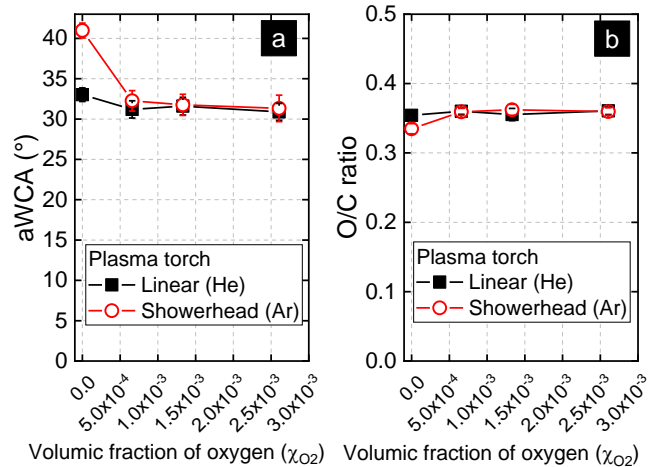 a
aWCA (°)
45
40
35
30
25
20
15
10
5
0
Plasma torch
Linear (He)
Showerhead (Ar)
0.0
5.0x10⁻⁴
1.0x10⁻³
1.5x10⁻³
2.0x10⁻³
2.5x10⁻³
3.0x10⁻³
Volumic fraction of oxygen (χO2)
b
O/C ratio
0.5
0.4
0.3
0.2
0.1
0.0
Plasma torch
Linear (He)
Showerhead (Ar)
0.0
5.0x10⁻⁴
1.0x10⁻³
1.5x10⁻³
2.0x10⁻³
2.5x10⁻³
3.0x10⁻³
Volumic fraction of oxygen (χO2)